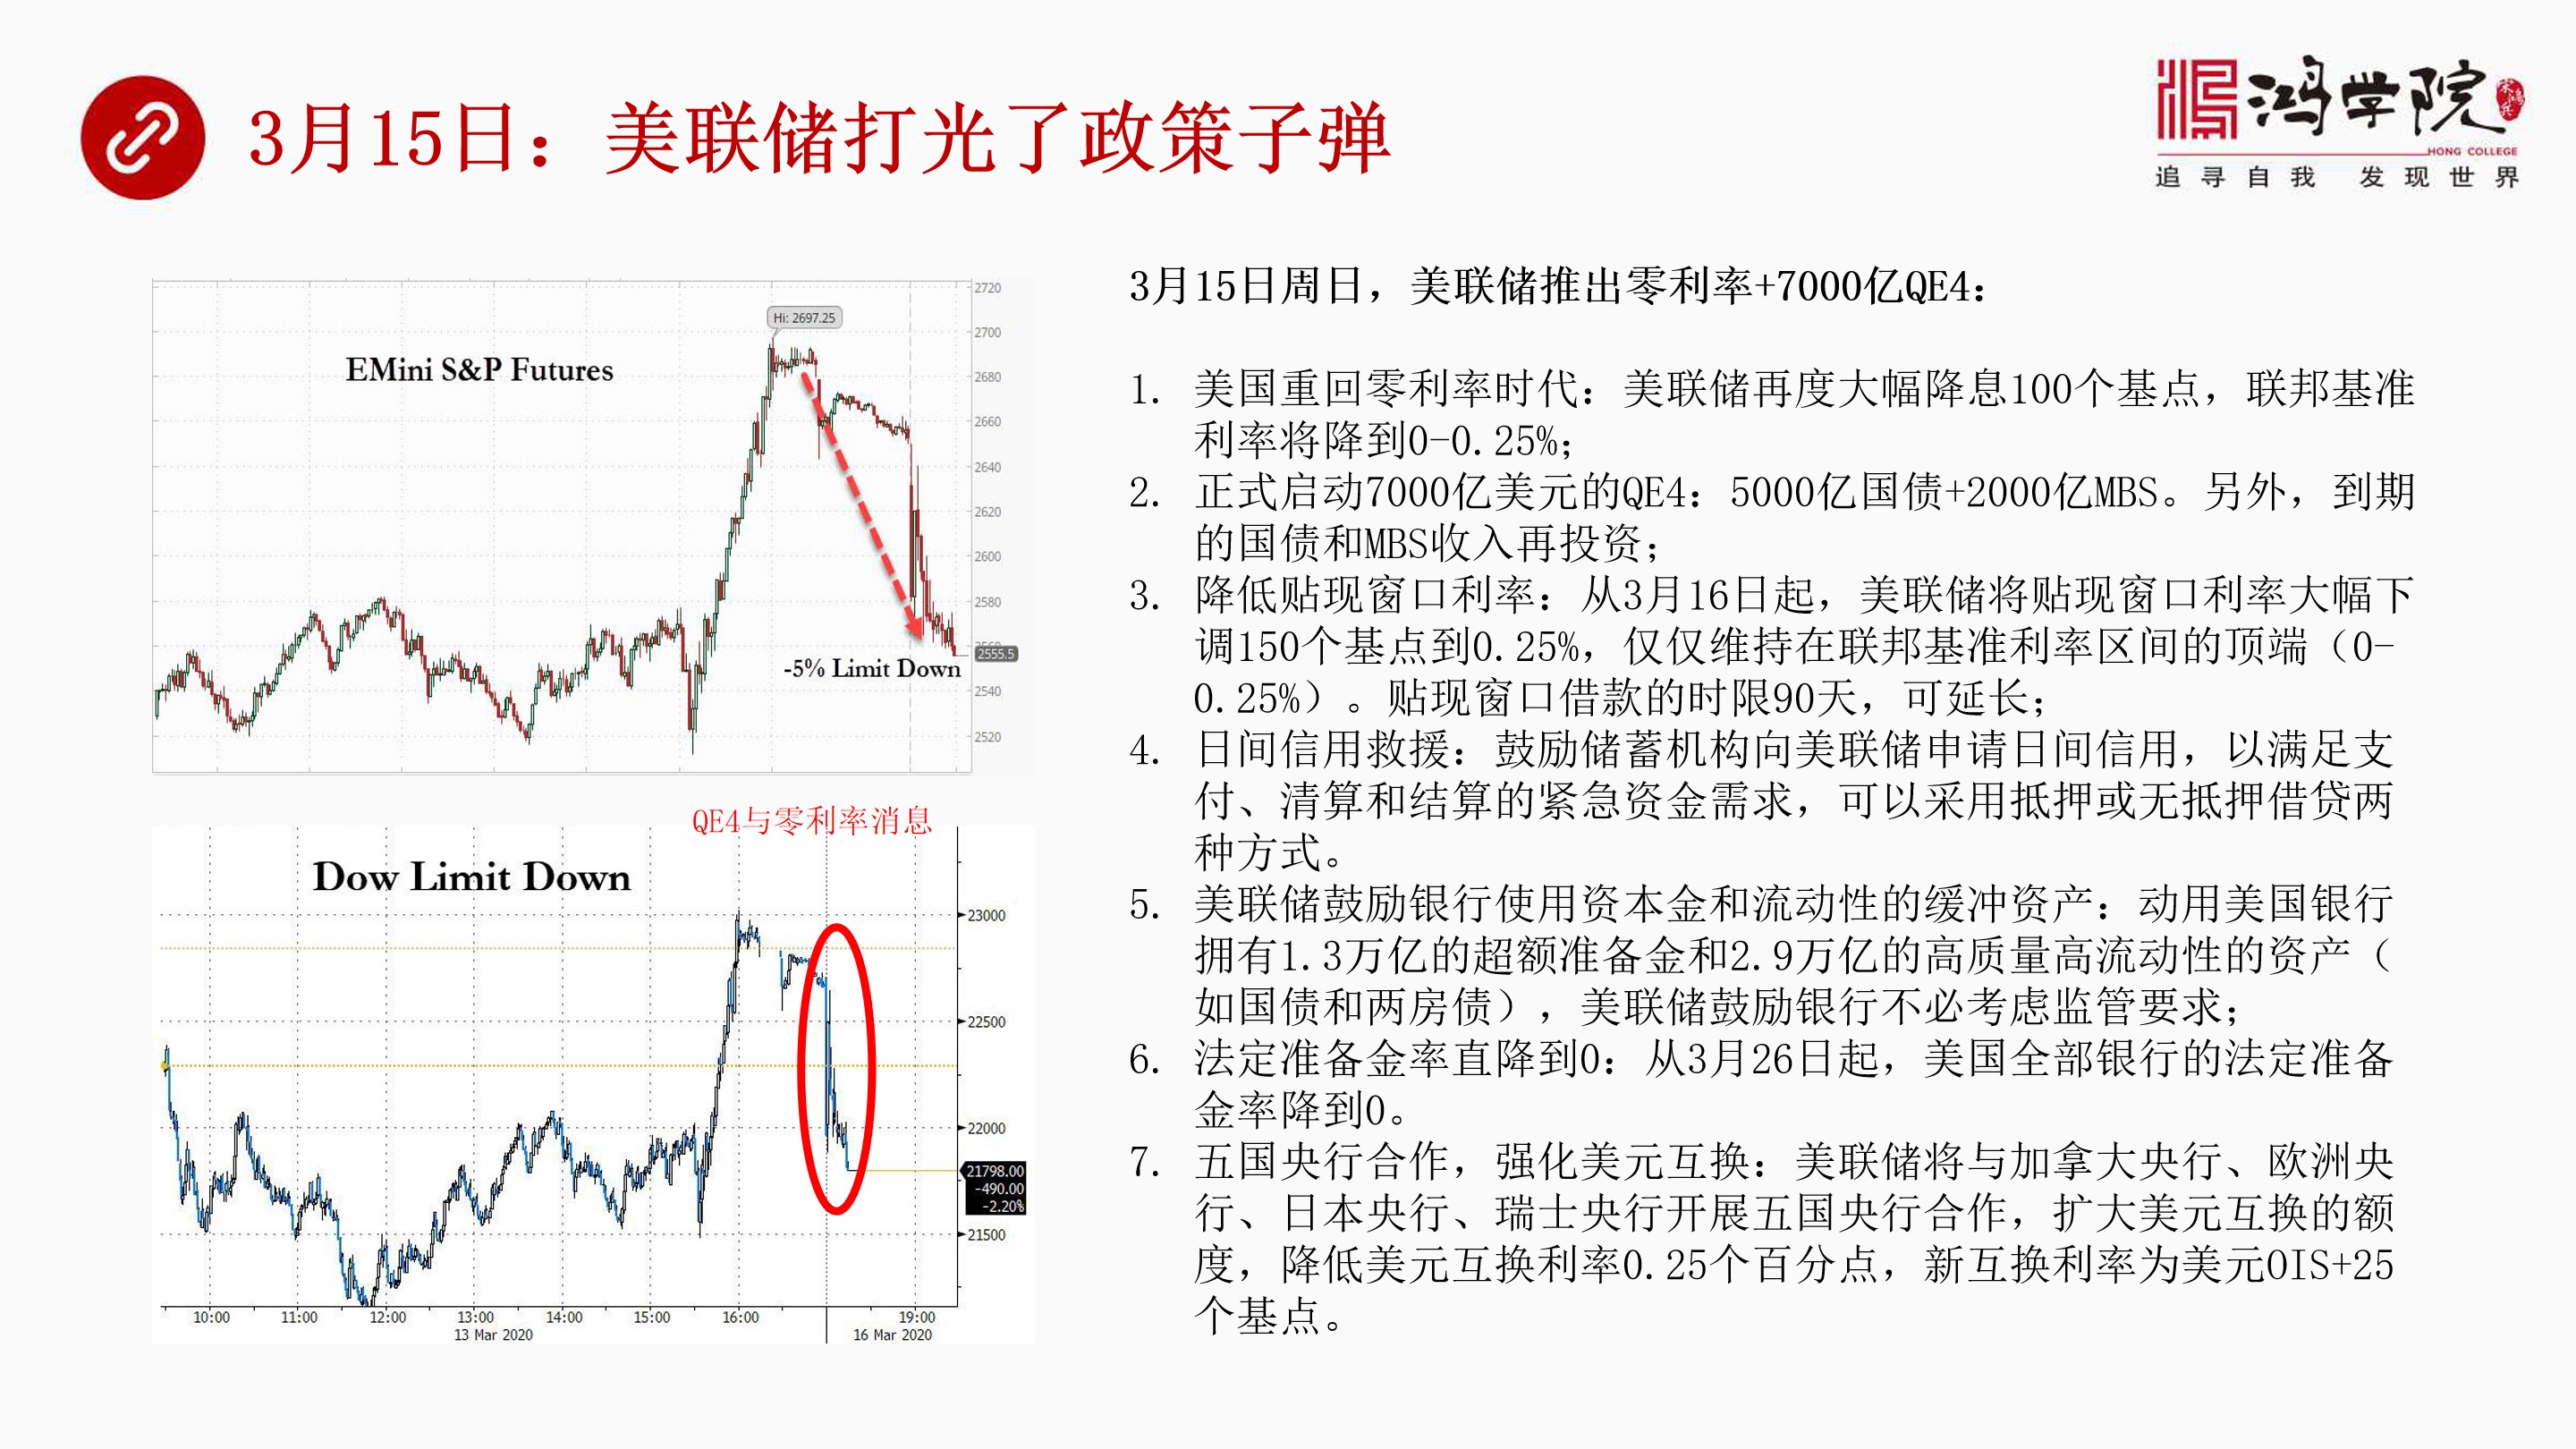 3月15日：美联储打光了政策子弹
鸿学院
HONG COLLEGE
追寻自我 发现世界
2720
Hi: 2697.25
2700
EMini S&P Futures
2680
2660
2640
2620
2600
2580
2555.5
-5% Limit Down
2540
2520
QE4与零利率消息
Dow Limit Down
23000
22500
22000
21798.00
-490.00
-2.20%
21500
10:00 11:00 12:00 13:00 14:00 15:00 16:00 19:00
13 Mar 2020 16 Mar 2020
3月15日周日，美联储推出零利率+7000亿QE4：
1. 美国重回零利率时代：美联储再度大幅降息100个基点，联邦基准
利率将降到0-0.25%；
2. 正式启动7000亿美元的QE4：5000亿国债+2000亿MBS。另外，到期
的国债和MBS收入再投资；
3. 降低贴现窗口利率：从3月16日起，美联储将贴现窗口利率大幅下
调150个基点到0.25%，仅仅维持在联邦基准利率区间的顶端（0-
0.25%）。贴现窗口借款的时限90天，可延长；
4. 日间信用救援：鼓励储蓄机构向美联储申请日间信用，以满足支
付、清算和结算的紧急资金需求，可以采用抵押或无抵押借贷两
种方式。
5. 美联储鼓励银行使用资本金和流动性的缓冲资产：动用美国银行
拥有1.3万亿的超额准备金和2.9万亿的高质量高流动性的资产（
如国债和两房债），美联储鼓励银行不必考虑监管要求；
6. 法定准备金率直降到0：从3月26日起，美国全部银行的法定准备
金率降到0。
7. 五国央行合作，强化美元互换：美联储将与加拿大央行、欧洲央
行、日本央行、瑞士央行开展五国央行合作，扩大美元互换的额
度，降低美元互换利率0.25个百分点，新互换利率为美元OIS+25
个基点。